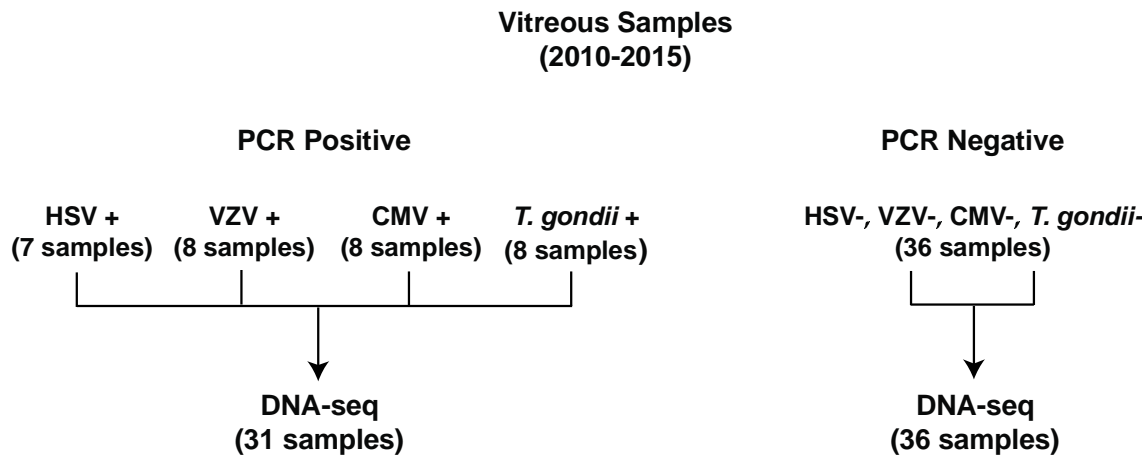 Vitreous Samples
(2010-2015)
PCR Positive
PCR Negative
HSV +
(7 samples)
VZV +
(8 samples)
CMV +
(8 samples)
T. gondii +
(8 samples)
HSV-, VZV-, CMV-, T. gondii-
(36 samples)
DNA-seq
(31 samples)
DNA-seq
(36 samples)